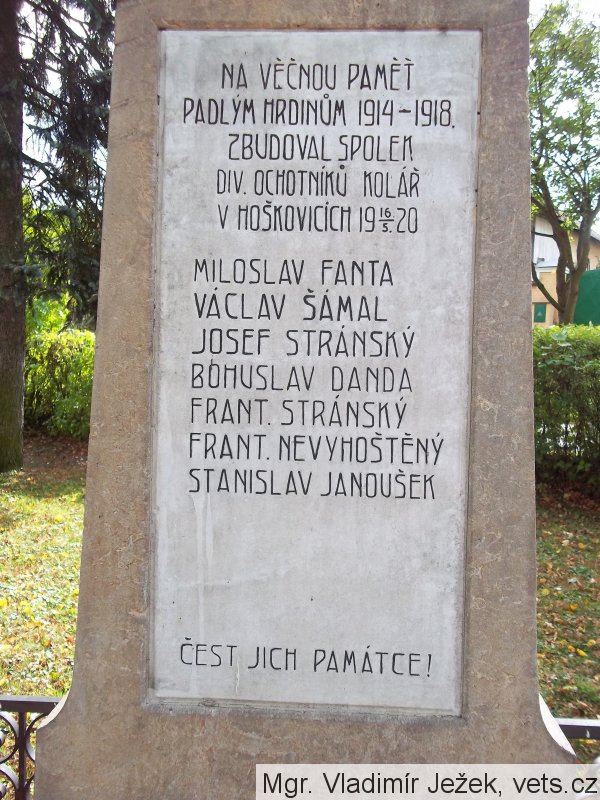 NA VĚČNOU PAMĚŤ
PADLÝM HRDINŮM 1914-1918.
ZBUDOVAL SPOLEK
DIV. OCHOTNÍKŮ KOLÁŘ
V HOŠKOVICÍCH 19 16/5. 20
MILOSLAV FANTA
VÁCLAV ŠÁMAL
JOSEF STRÁNSKÝ
BOHUSLAV DANDA
FRANT. STRÁNSKÝ
FRANT. NEVYHOŠTĚNÝ
STANISLAV JANOUŠEK
ČEST JICH PAMÁTCE!
Mgr. Vladimír Ježek, vets.cz